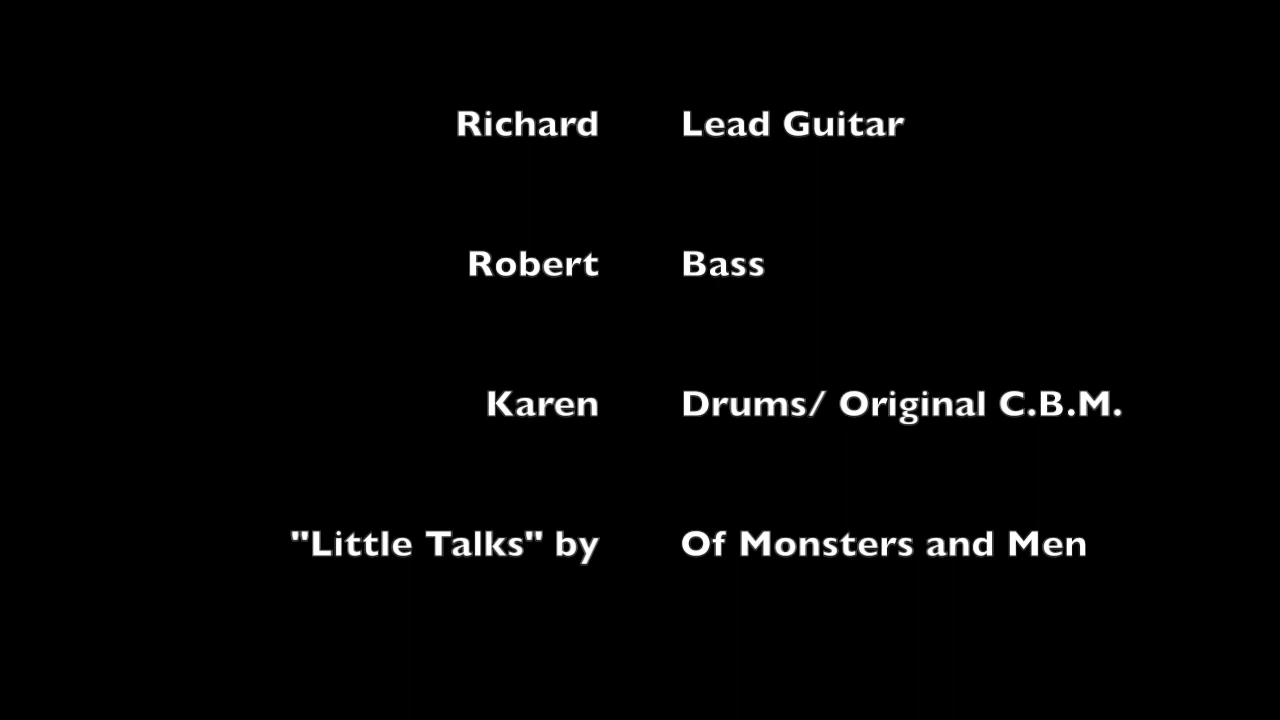 Richard Lead Guitar
Robert Bass
Karen Drums/ Original C.B.M.
"Little Talks" by Of Monsters and Men